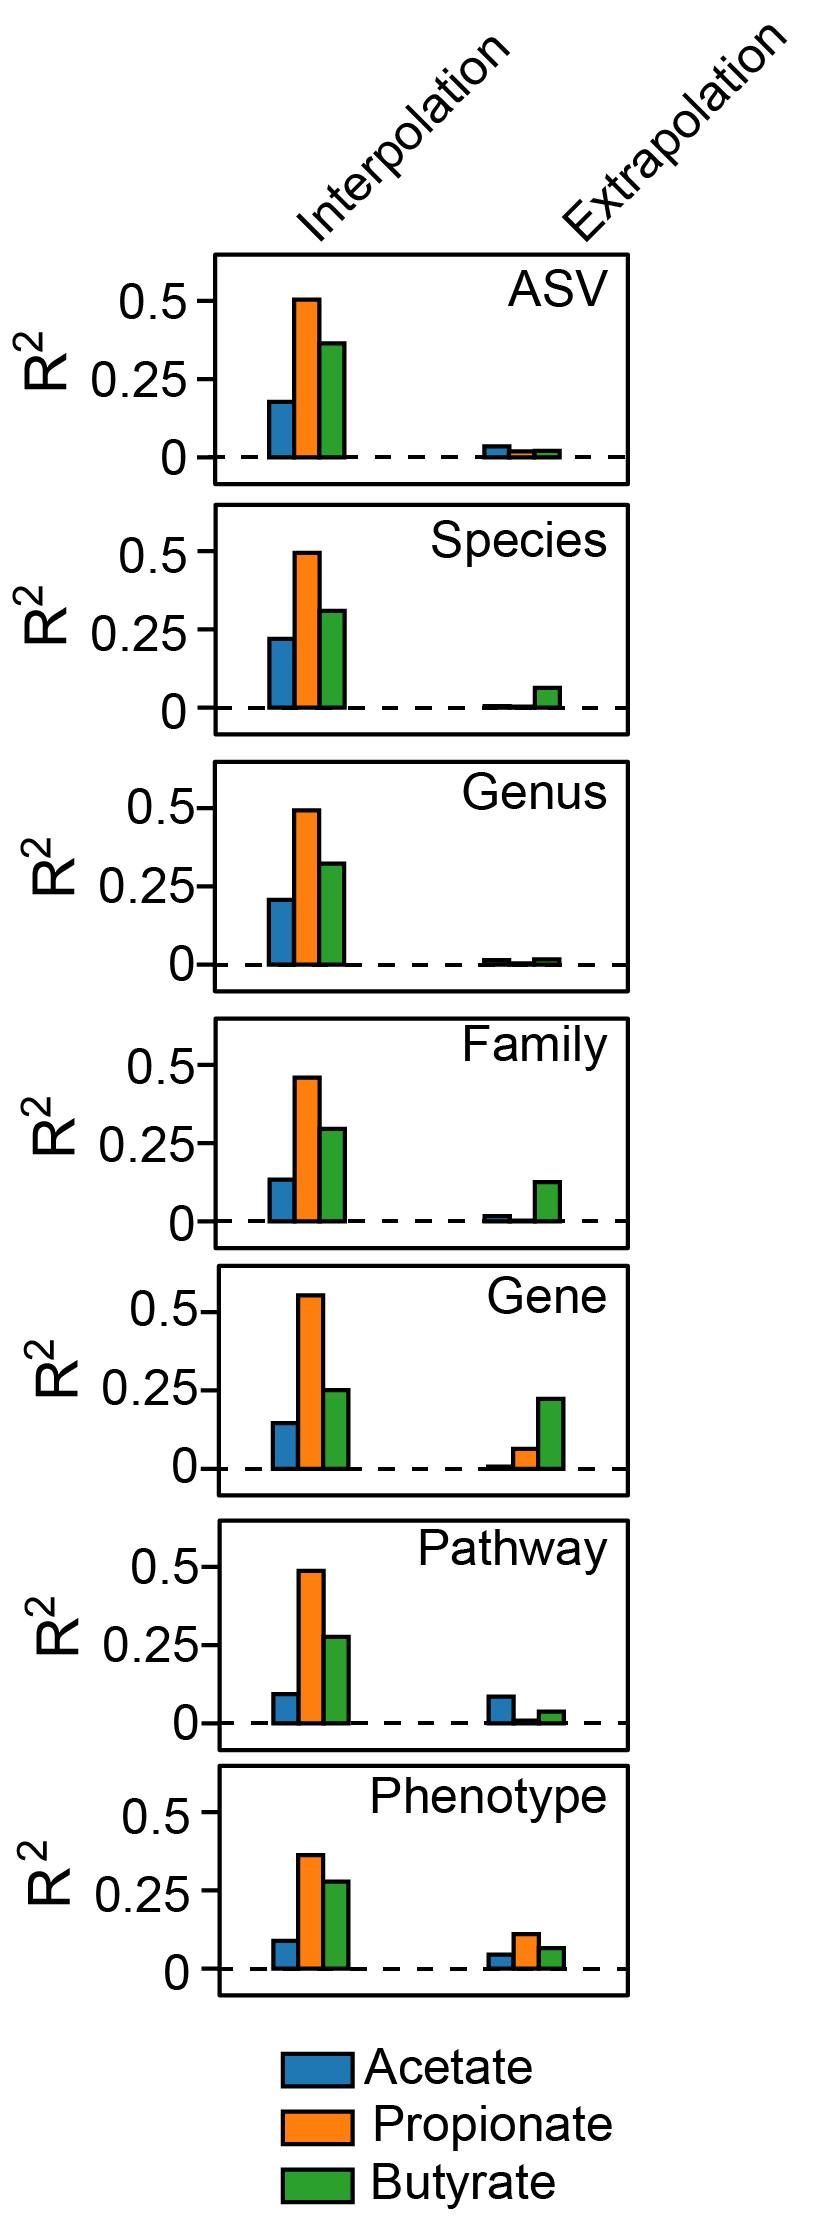 Interpolation
Extrapolation
ASV
0.5
0.25
0
R²
Species
0.5
0.25
0
R²
Genus
0.5
0.25
0
R²
Family
0.5
0.25
0
R²
Gene
0.5
0.25
0
R²
Pathway
0.5
0.25
0
R²
Phenotype
0.5
0.25
0
R²
Acetate
Propionate
Butyrate